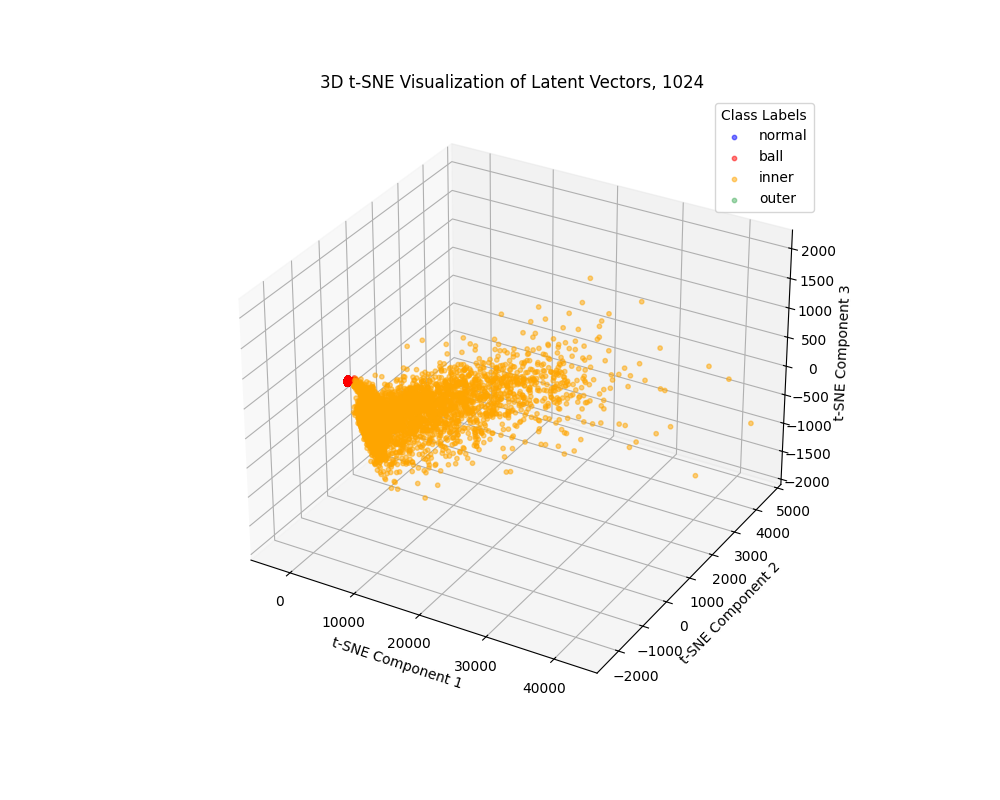 3D t-SNE Visualization of Latent Vectors, 1024
Class Labels
normal
ball
inner
outer
2000
1500
1000
500
0
−500
−1000
−1500
−2000
t-SNE Component 3
5000
4000
3000
2000
1000
0
−1000
−2000
t-SNE Component 2
0
10000
20000
30000
40000
t-SNE Component 1